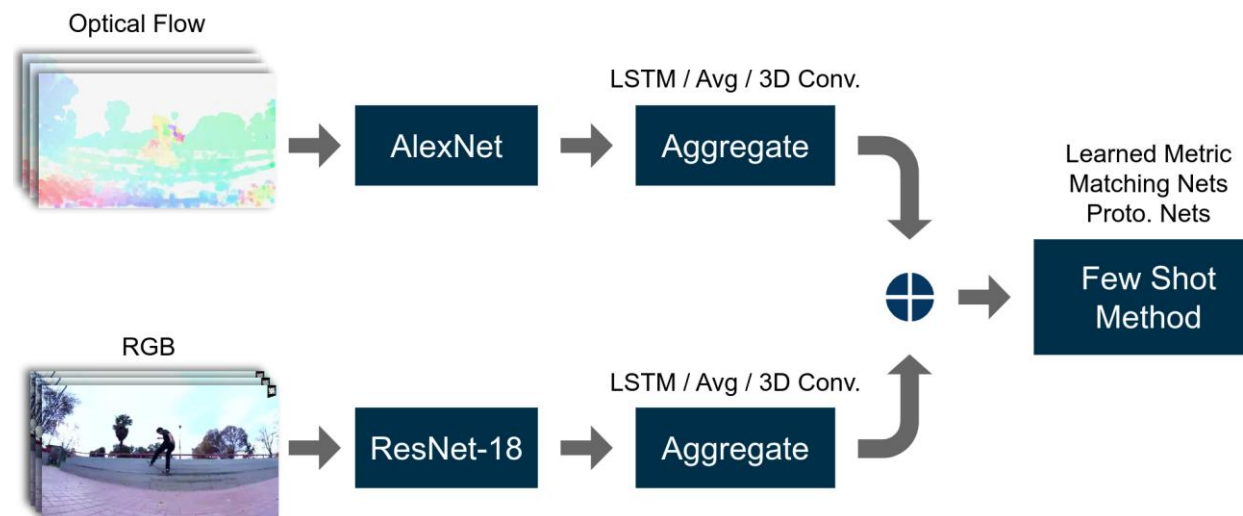 Optical Flow
LSTM / Avg / 3D Conv.
AlexNet
Aggregate
Learned Metric
Matching Nets
Proto. Nets
Few Shot
Method
RGB
LSTM / Avg / 3D Conv.
ResNet-18
Aggregate